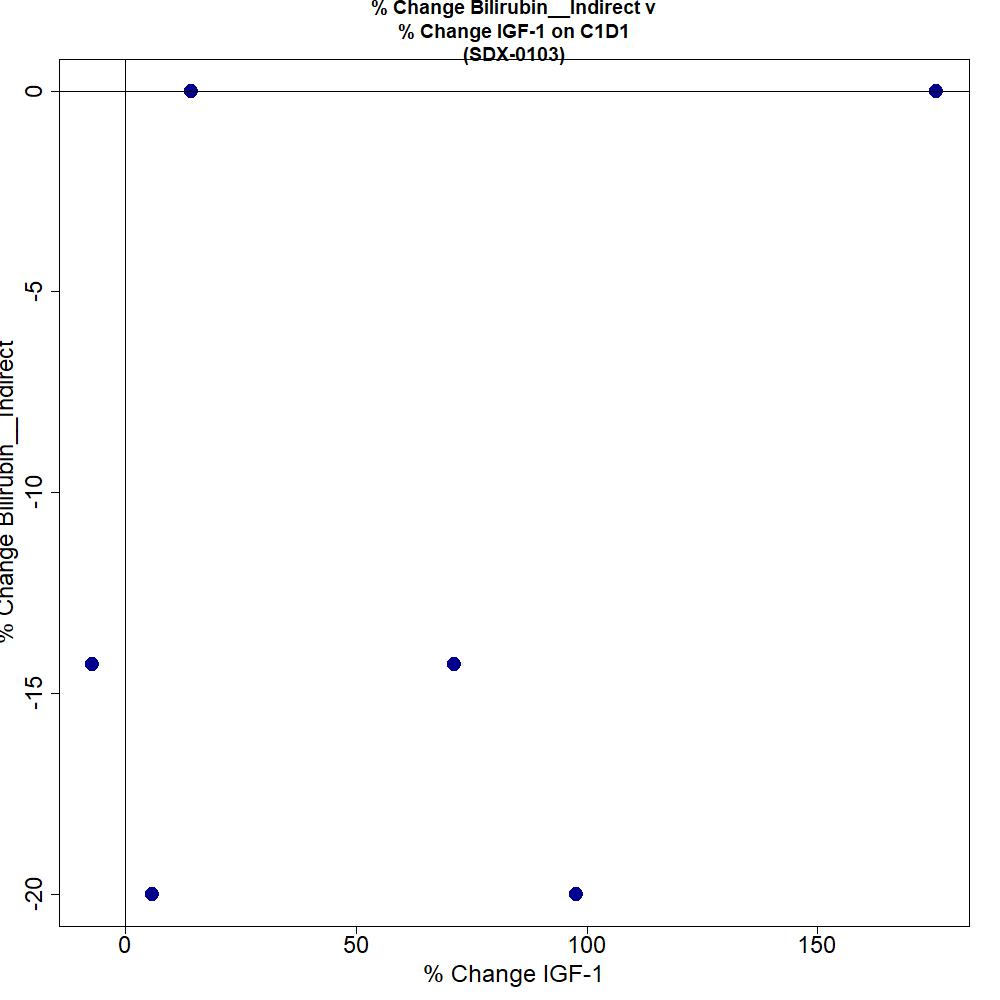 % Change Bilirubin__Indirect v
% Change IGF-1 on C1D1
(SDX-0103)
% Change Bilirubin__Indirect
0
-5
-10
-15
-20
0
50
100
150
% Change IGF-1